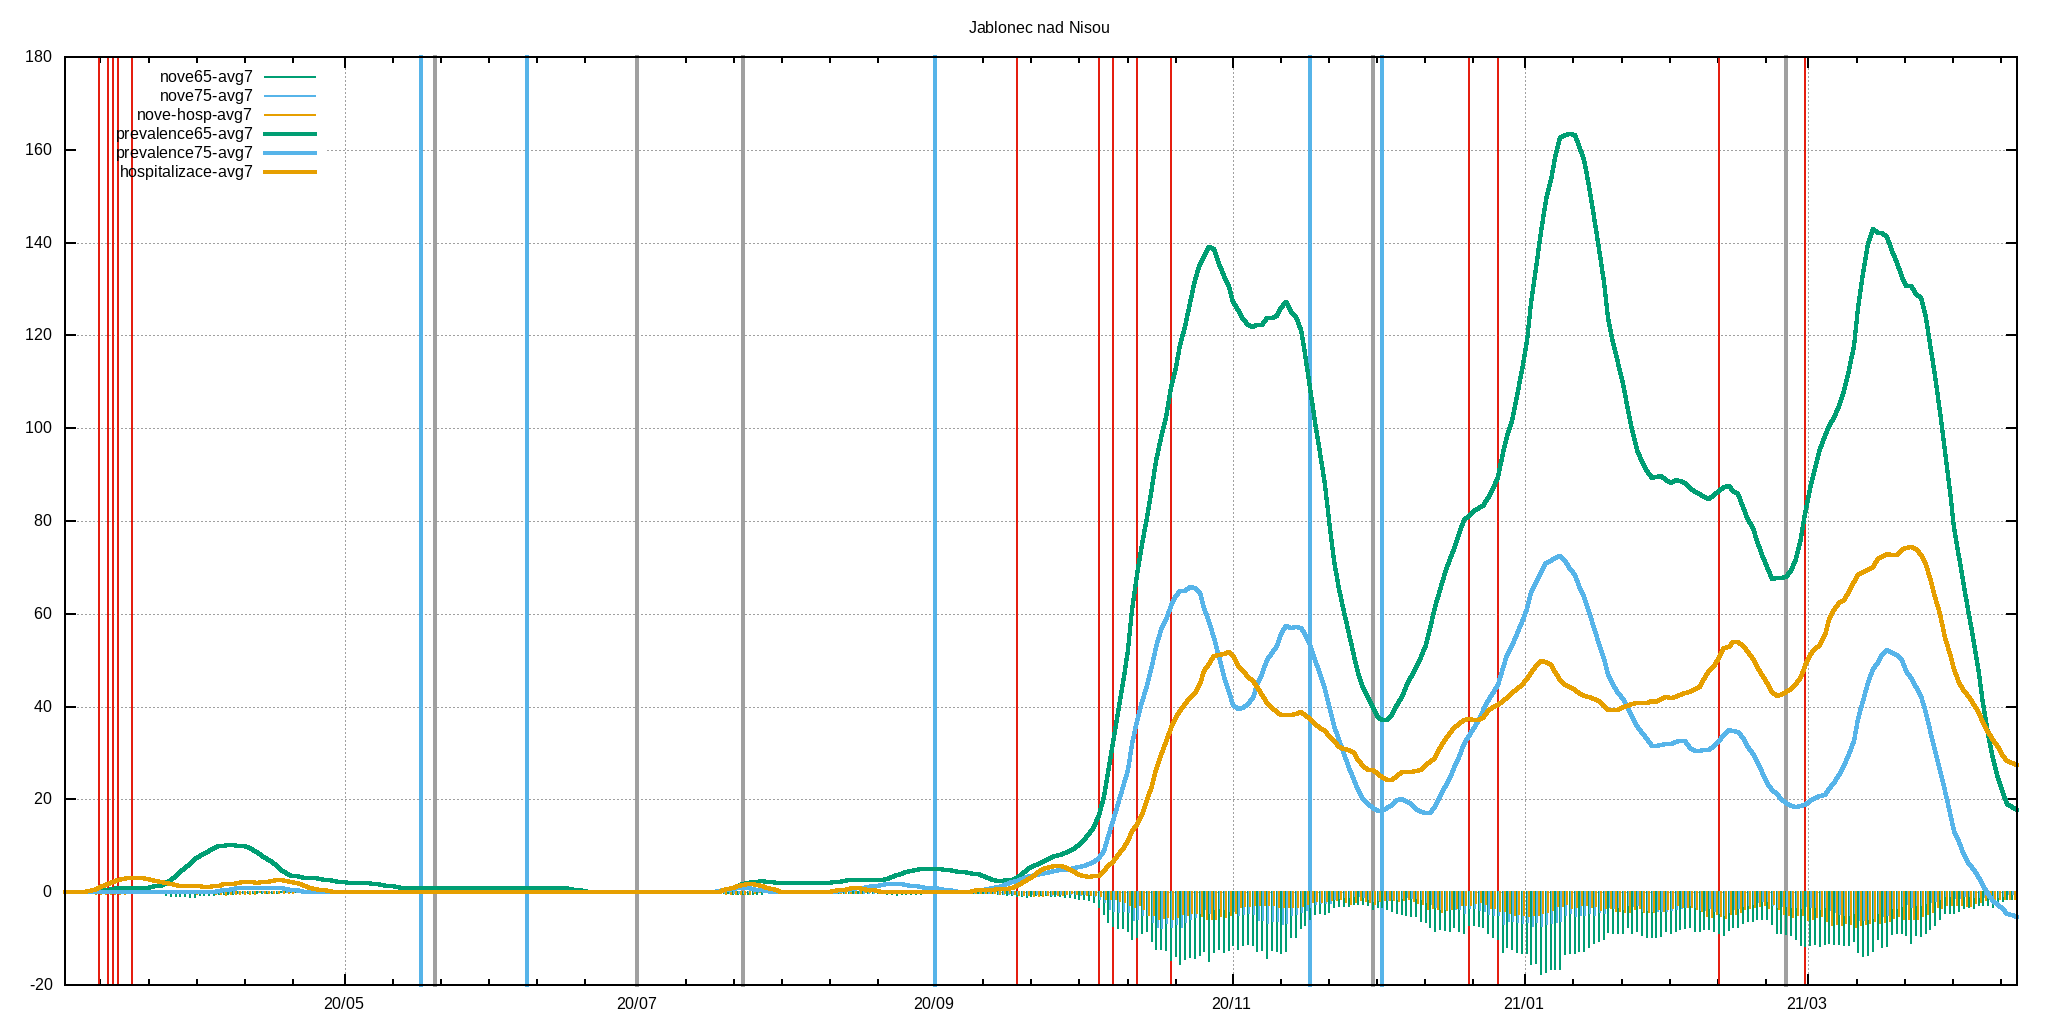 Jablonec nad Nisou
180
160
140
120
100
80
60
40
20
0
-20
nove65-avg7
nove75-avg7
nove-hosp-avg7
prevalence65-avg7
prevalence75-avg7
hospitalizace-avg7
20/05
20/07
20/09
20/11
21/01
21/03